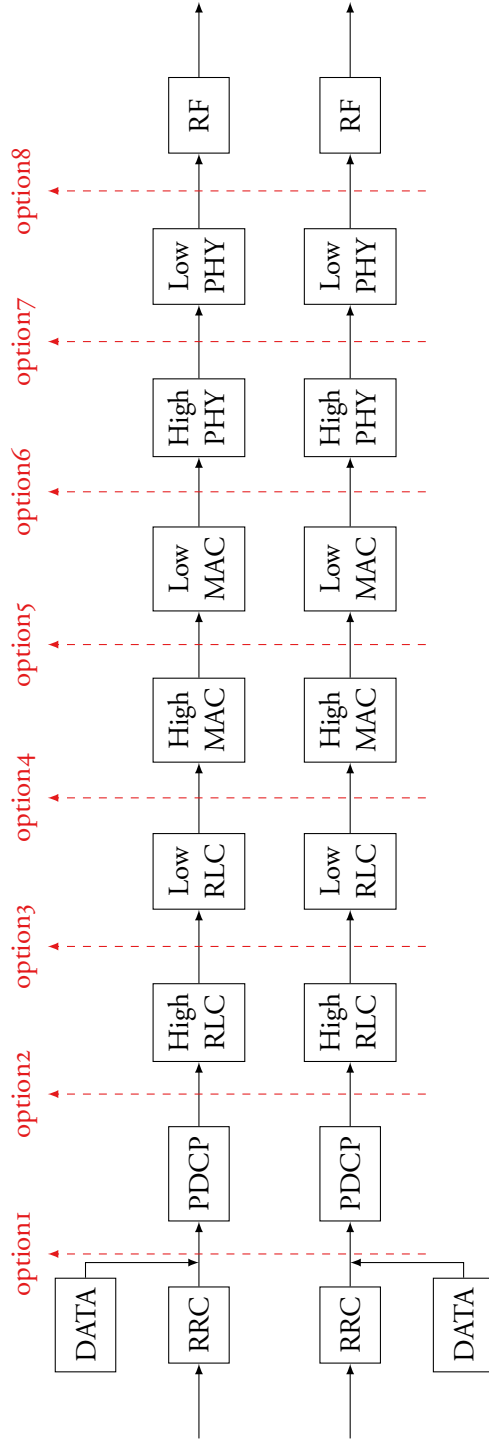 option1
option2
option3
option4
option5
option6
option7
option8
DATA
RRC
PDCP
High
RLC
Low
RLC
High
MAC
Low
MAC
High
PHY
Low
PHY
RF
RRC
PDCP
High
RLC
Low
RLC
High
MAC
Low
MAC
High
PHY
Low
PHY
RF
DATA